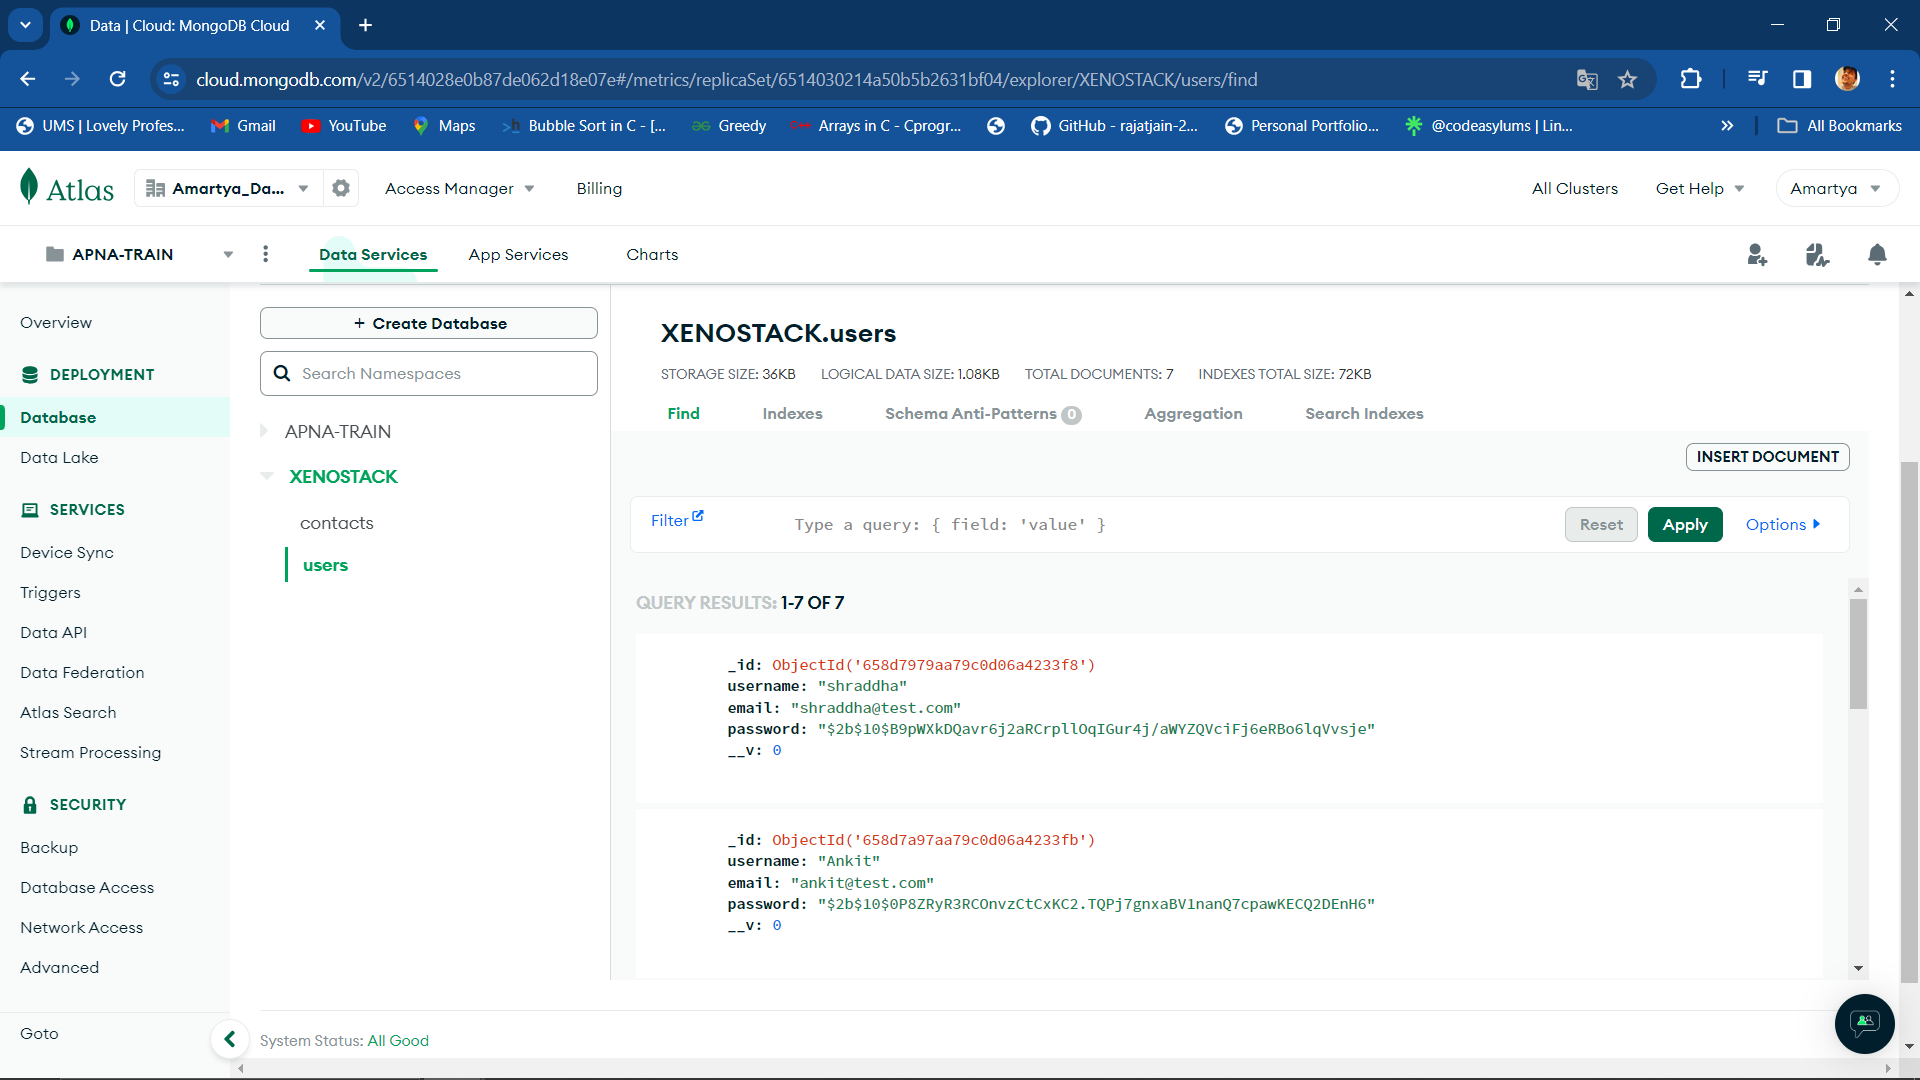 Data | Cloud: MongoDB Cloud
cloud.mongodb.com/v2/6514028e0b87de062d18e07e#/metrics/replicaSet/6514030214a50b5b2631bf04/explorer/XENOSTACK/users/find
UMS | Lovely Profes... Gmail YouTube Maps Bubble Sort in C - [... Greedy Arrays in C - Cprogr... GitHub - rajatjain-2... Personal Portfolio... @codeasylums | Lin... All Bookmarks
Atlas Amartya_Da... Access Manager Billing All Clusters Get Help Amartya
APNA-TRAIN Data Services App Services Charts
Overview
DEPLOYMENT
Database
Data Lake
SERVICES
Device Sync
Triggers
Data API
Data Federation
Atlas Search
Stream Processing
SECURITY
Backup
Database Access
Network Access
Advanced
Goto
+ Create Database
Search Namespaces
APNA-TRAIN
XENOSTACK
contacts
users
XENOSTACK.users
STORAGE SIZE: 36KB LOGICAL DATA SIZE: 1.08KB TOTAL DOCUMENTS: 7 INDEXES TOTAL SIZE: 72KB
Find Indexes Schema Anti-Patterns 0 Aggregation Search Indexes
INSERT DOCUMENT
Filter Type a query: { field: 'value' } Reset Apply Options
QUERY RESULTS: 1-7 OF 7
_id: ObjectId('658d7979aa79c0d06a4233f8')
username: "shraddha"
email: "shraddha@test.com"
password: "$2b$10$B9pWXkDQavr6j2aRCrpllOqIGur4j/aWYZQVciFj6eRBo6lqVvsje"
__v: 0
_id: ObjectId('658d7a97aa79c0d06a4233fb')
username: "Ankit"
email: "ankit@test.com"
password: "$2b$10$0P8ZRyR3RCOnvzCtCxKC2.TQPj7gnxaBV1nanQ7cpawKECQ2DEnH6"
__v: 0
System Status: All Good